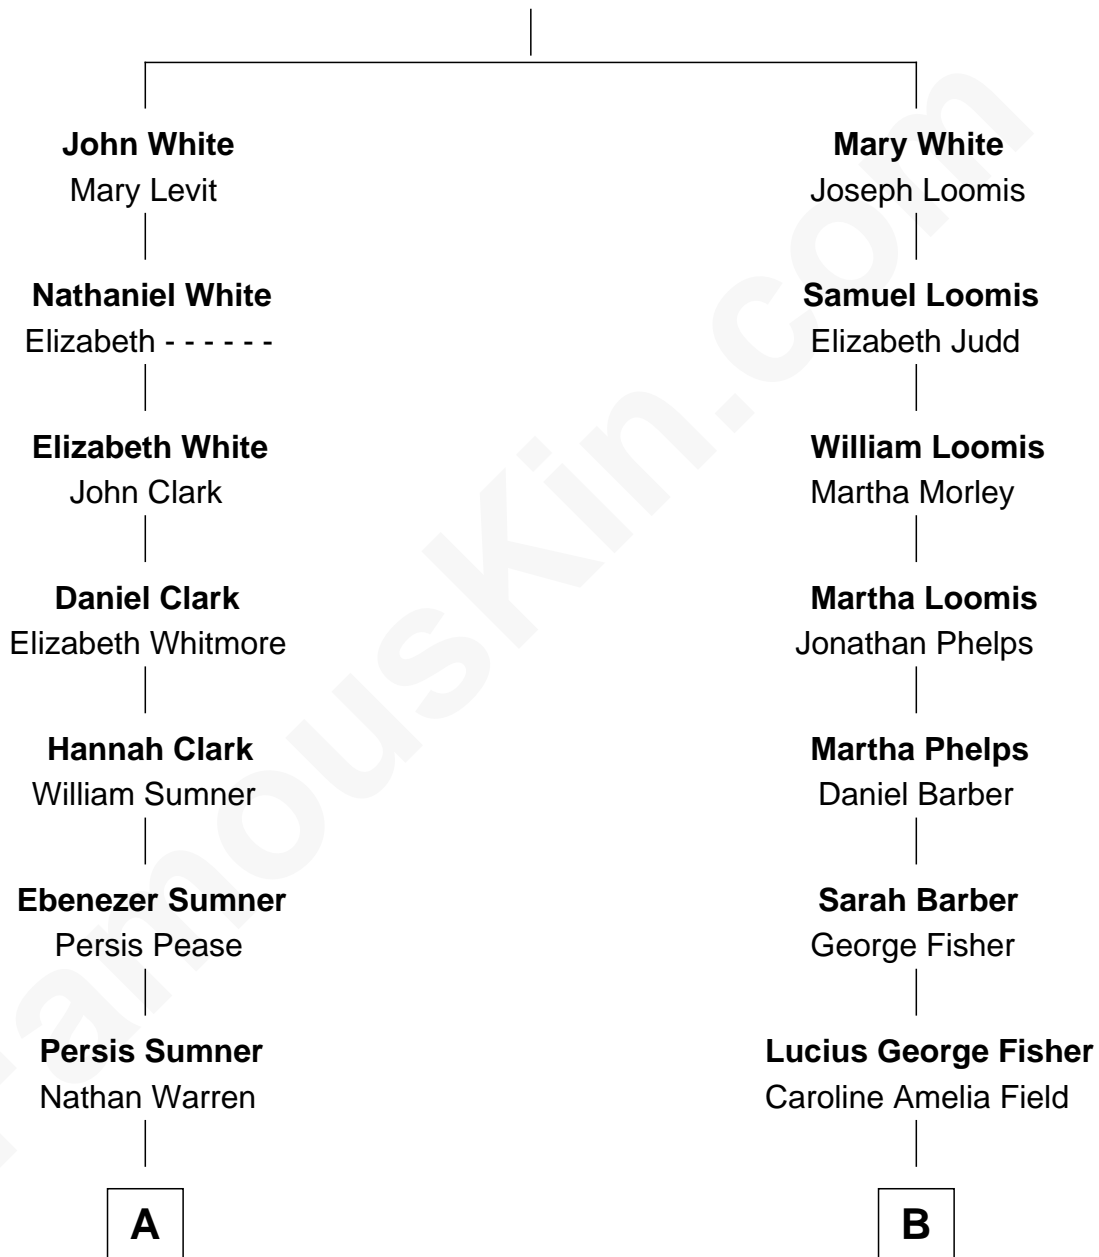 John White
Mary Levit
Nathaniel White
Elizabeth - - - - - -
Elizabeth White
John Clark
Daniel Clark
Elizabeth Whitmore
Hannah Clark
William Sumner
Ebenezer Sumner
Persis Pease
Persis Sumner
Nathan Warren
A
Mary White
Joseph Loomis
Samuel Loomis
Elizabeth Judd
William Loomis
Martha Morley
Martha Loomis
Jonathan Phelps
Martha Phelps
Daniel Barber
Sarah Barber
George Fisher
Lucius George Fisher
Caroline Amelia Field
B
FamousKin.com